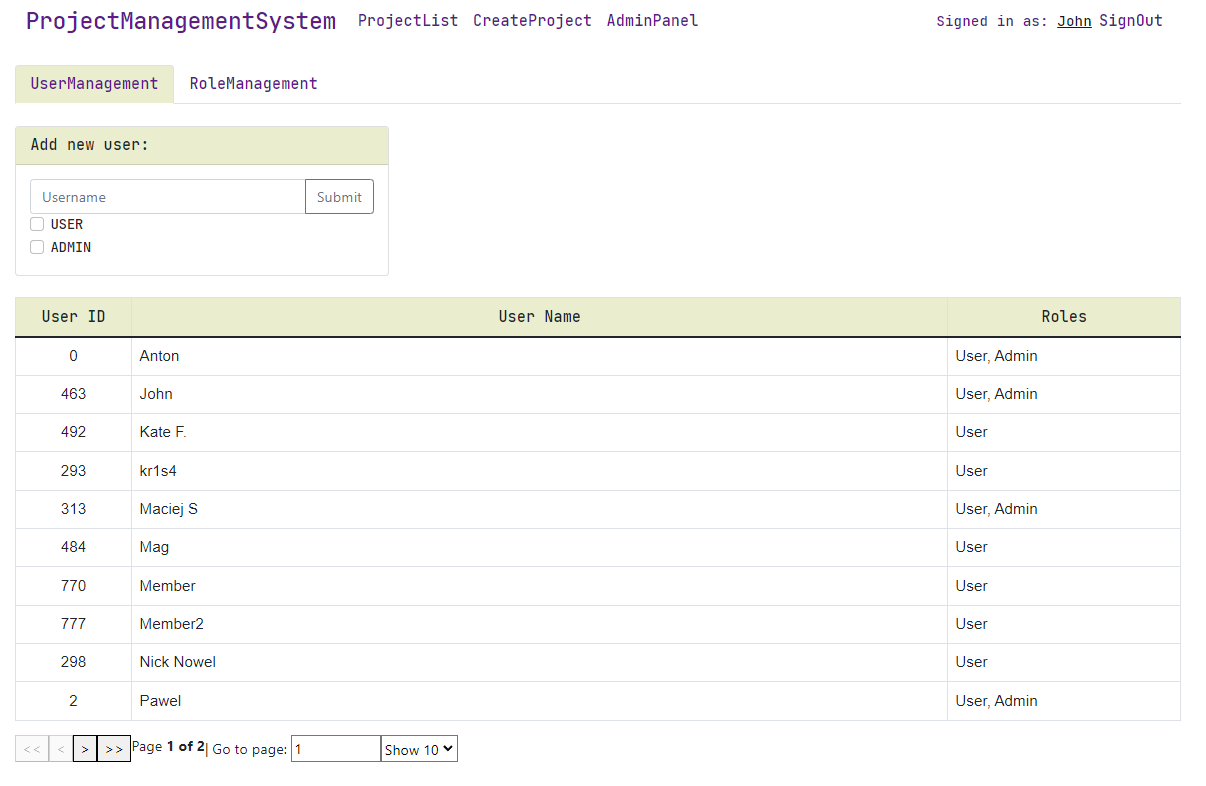 ProjectManagementSystem ProjectList CreateProject AdminPanel Signed in as: John SignOut
UserManagement RoleManagement
Add new user:
Username Submit
USER
ADMIN
User ID User Name Roles
0 Anton User, Admin
463 John User, Admin
492 Kate F. User
293 kr1s4 User
313 Maciej S User, Admin
484 Mag User
770 Member User
777 Member2 User
298 Nick Nowel User
2 Pawel User, Admin
<< < > >> Page 1 of 2 | Go to page: 1 Show 10